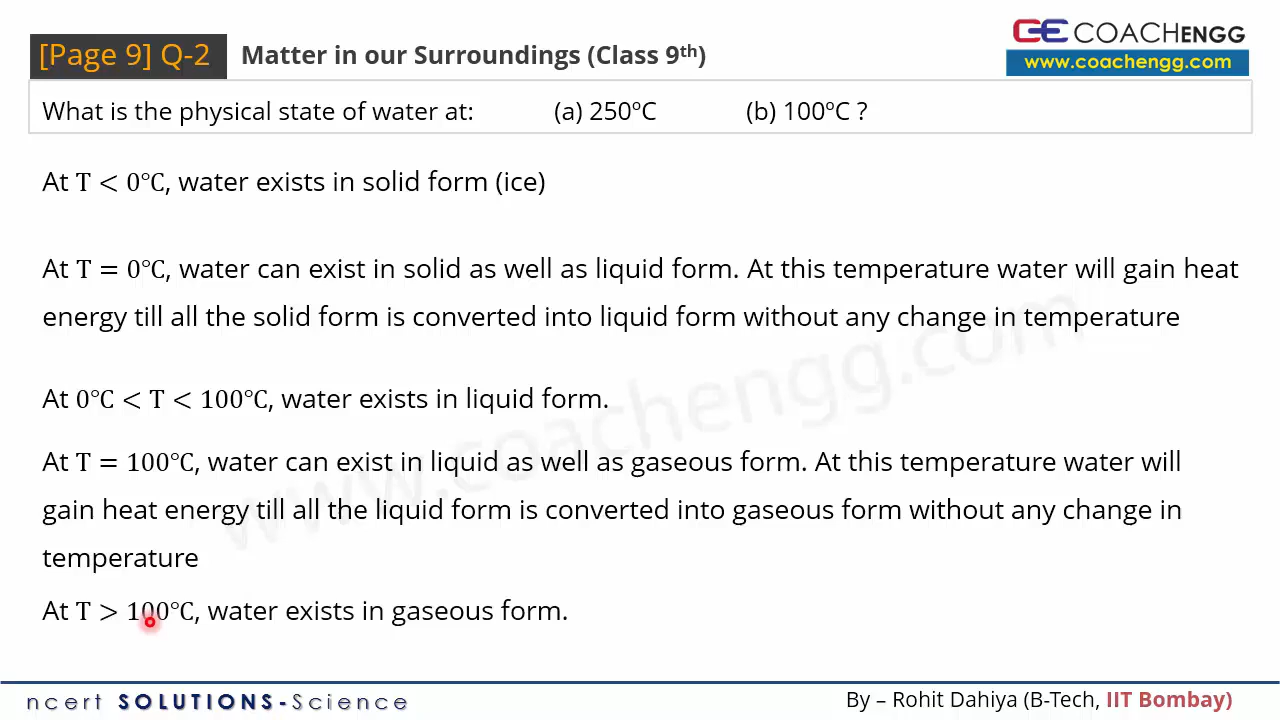 [Page 9] Q-2 Matter in our Surroundings (Class 9th)
CE COACHENGG
www.coachengg.com
What is the physical state of water at: (a) 250°C (b) 100°C ?
At T < 0°C, water exists in solid form (ice)
At T = 0°C, water can exist in solid as well as liquid form. At this temperature water will gain heat
energy till all the solid form is converted into liquid form without any change in temperature
At 0°C < T < 100°C, water exists in liquid form.
At T = 100°C, water can exist in liquid as well as gaseous form. At this temperature water will
gain heat energy till all the liquid form is converted into gaseous form without any change in
temperature
At T > 100°C, water exists in gaseous form.
www.coachengg.com
ncert SOLUTIONS-Science
By – Rohit Dahiya (B-Tech, IIT Bombay)